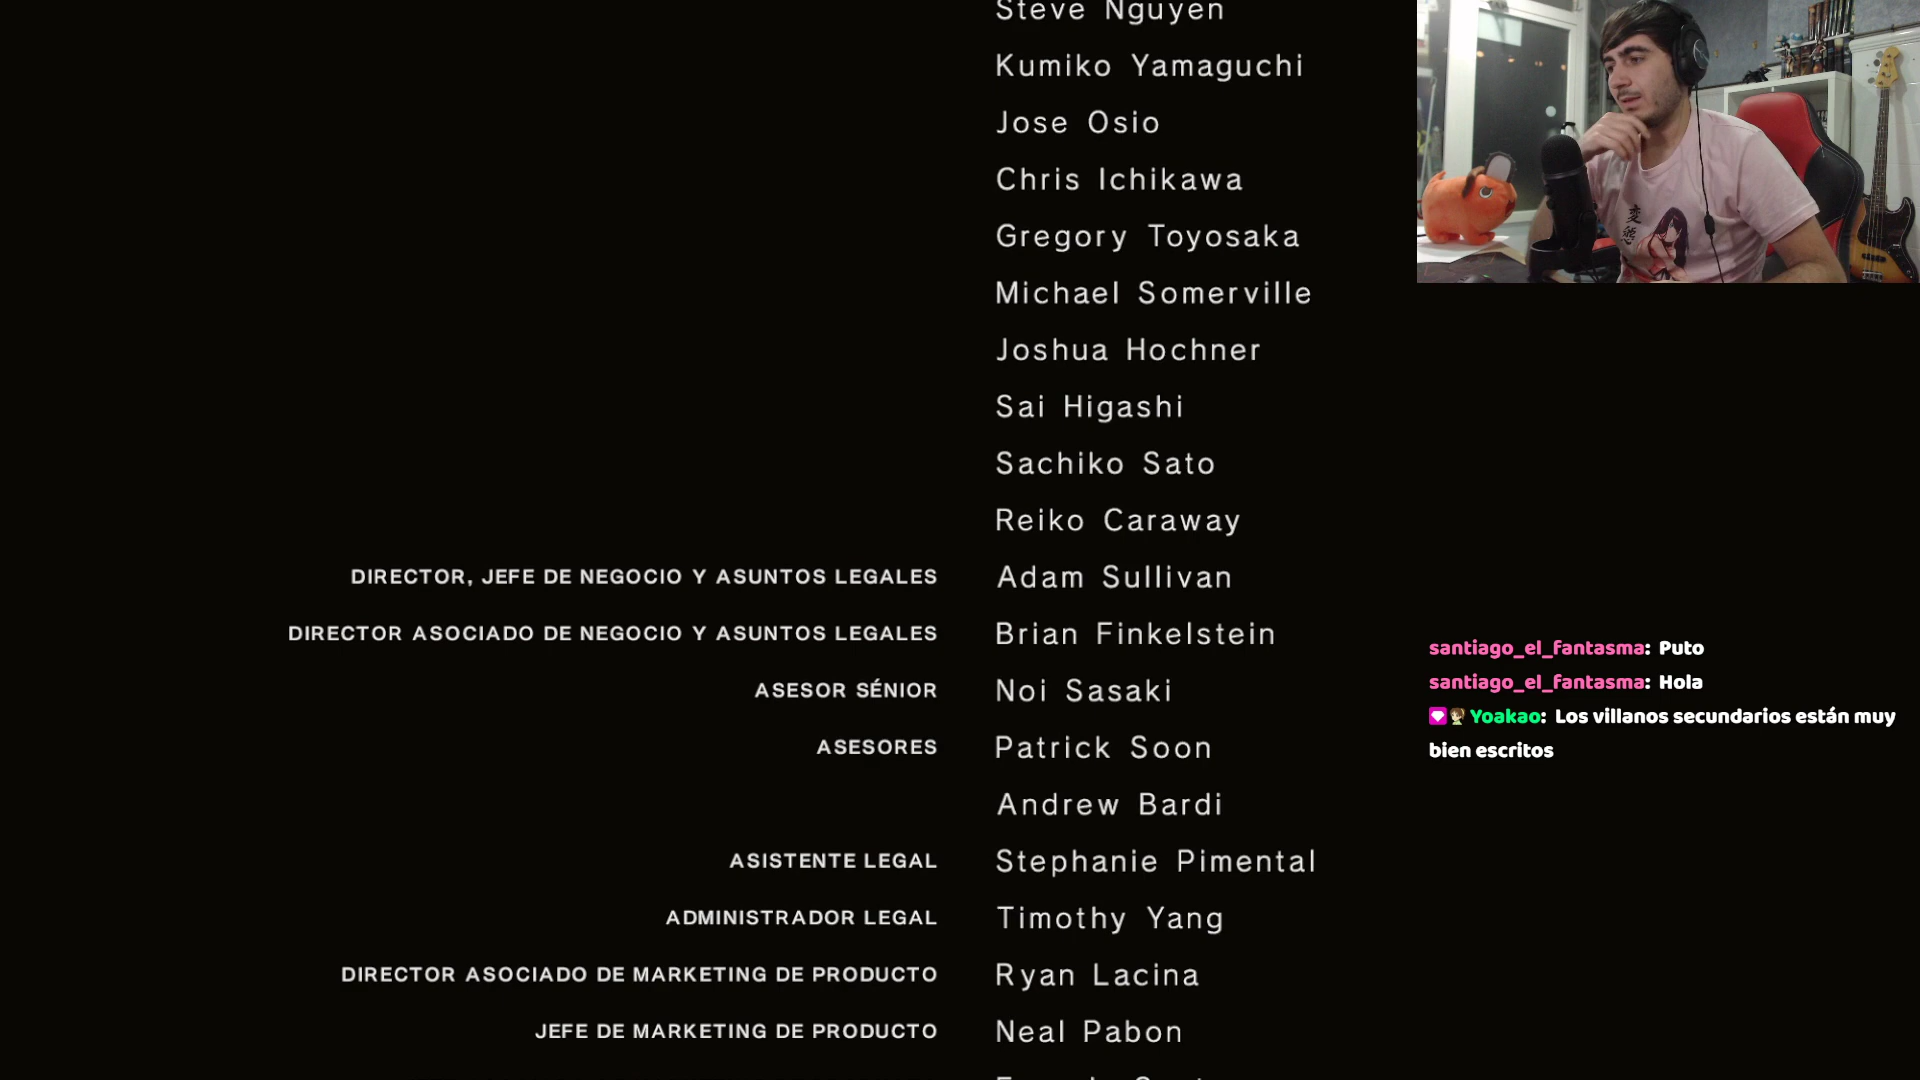 Steve Nguyen
Kumiko Yamaguchi
Jose Osio
Chris Ichikawa
Gregory Toyosaka
Michael Somerville
Joshua Hochner
Sai Higashi
Sachiko Sato
Reiko Caraway
DIRECTOR, JEFE DE NEGOCIO Y ASUNTOS LEGALES Adam Sullivan
DIRECTOR ASOCIADO DE NEGOCIO Y ASUNTOS LEGALES Brian Finkelstein
ASESOR SÉNIOR Noi Sasaki
ASESORES Patrick Soon
Andrew Bardi
ASISTENTE LEGAL Stephanie Pimental
ADMINISTRADOR LEGAL Timothy Yang
DIRECTOR ASOCIADO DE MARKETING DE PRODUCTO Ryan Lacina
JEFE DE MARKETING DE PRODUCTO Neal Pabon
変態
santiago_el_fantasma: Puto
santiago_el_fantasma: Hola
Yoakao: Los villanos secundarios están muy
bien escritos